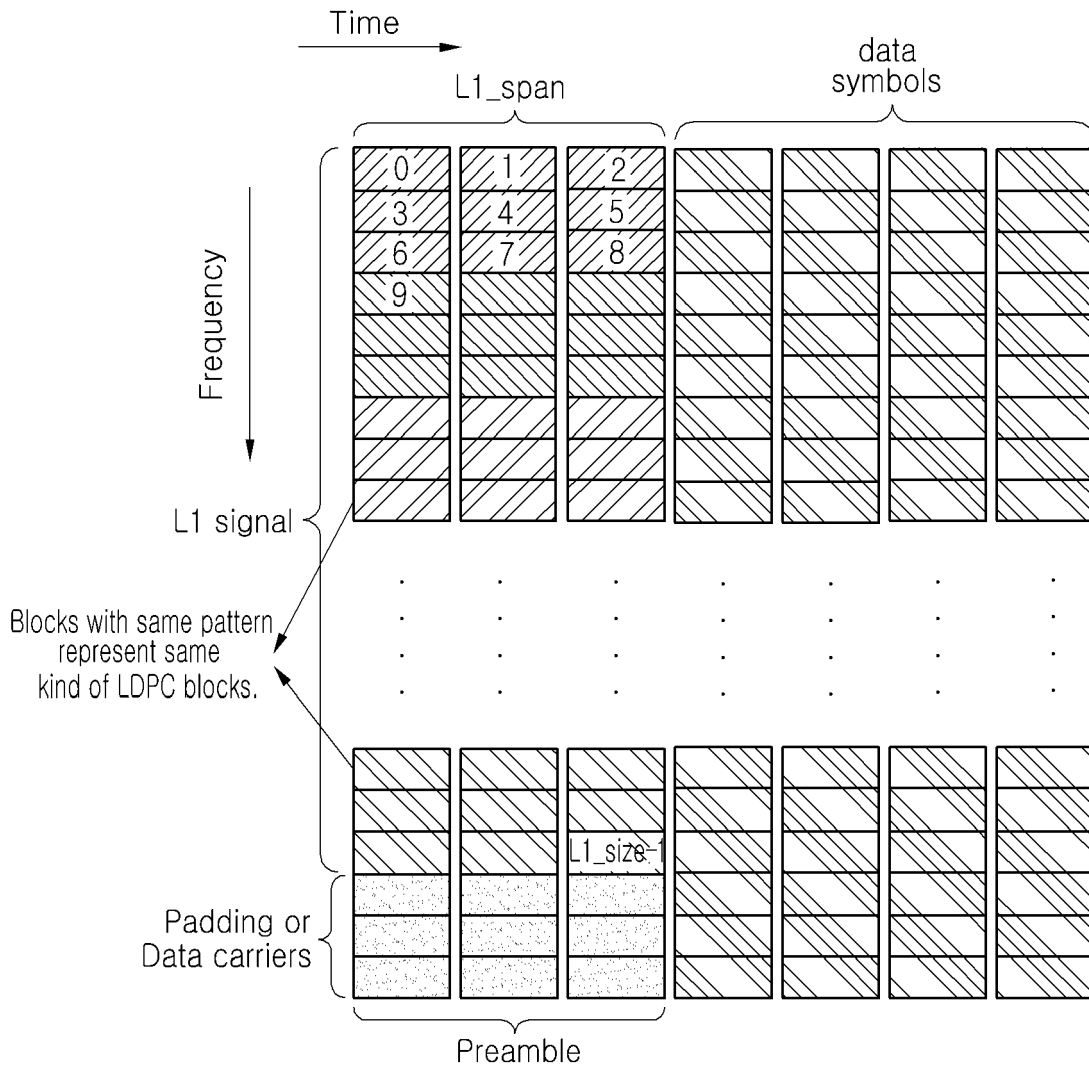 Time
data
symbols
L1_span
0 1 2
3 4 5
6 7 8
9
Frequency
L1 signal
Blocks with same pattern
represent same
kind of LDPC blocks.
L1_size-1
Padding or
Data carriers
Preamble